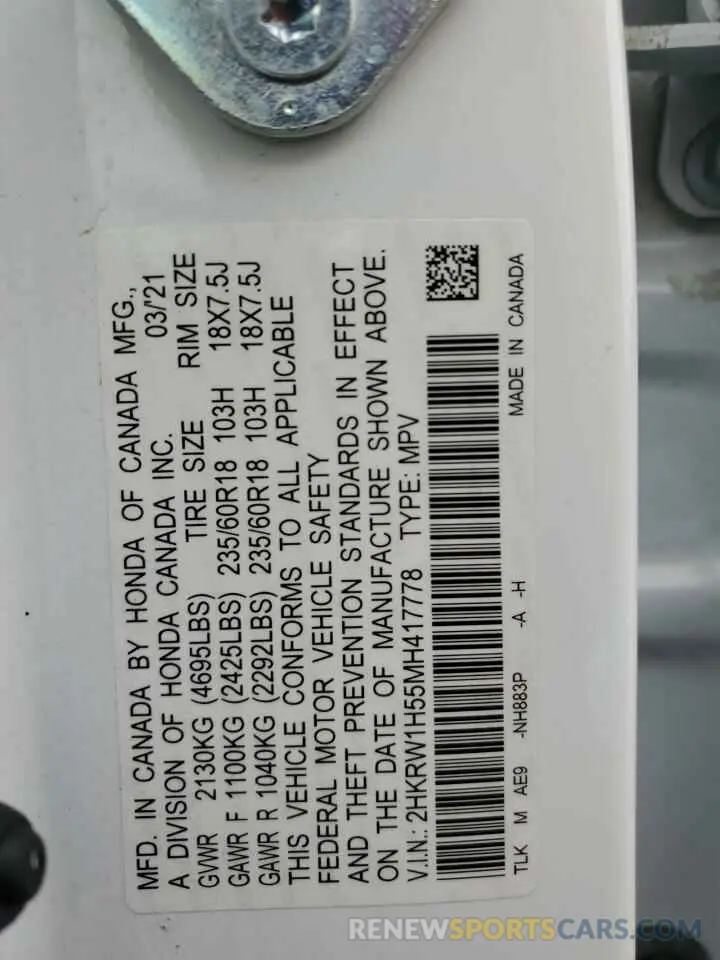 MFD. IN CANADA BY HONDA OF CANADA MFG.,
A DIVISION OF HONDA CANADA INC. 03/'21
GVWR 2130KG (4695LBS) TIRE SIZE RIM SIZE
GAWR F 1100KG (2425LBS) 235/60R18 103H 18X7.5J
GAWR R 1040KG (2292LBS) 235/60R18 103H 18X7.5J
THIS VEHICLE CONFORMS TO ALL APPLICABLE
FEDERAL MOTOR VEHICLE SAFETY
AND THEFT PREVENTION STANDARDS IN EFFECT
ON THE DATE OF MANUFACTURE SHOWN ABOVE.
V.I.N.: 2HKRW1H55MH417778 TYPE: MPV
TLK M AE9 -NH883P -A -H MADE IN CANADA
RENEWSPORTSCARS.COM